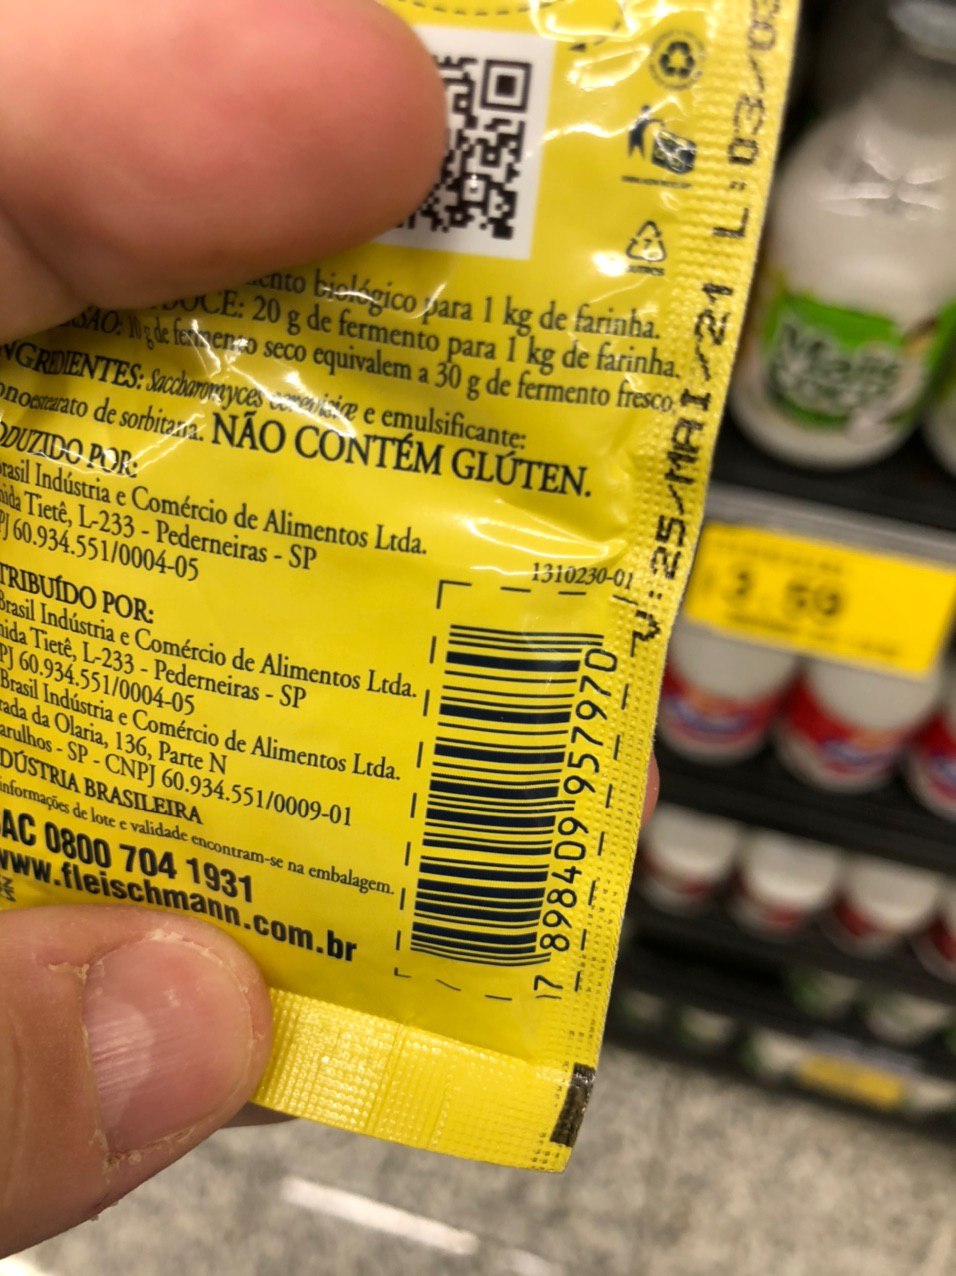 biológico para 1 kg de farinha.
DOCE: 20 g de fermento para 1 kg de farinha.
10 g de fermento seco equivalem a 30 g de fermento fresco.
NGREDIENTES: Saccharomyces cerevisiæ e emulsificante:
onoestearato de sorbitana. NÃO CONTÉM GLÚTEN.
ODUZIDO POR:
rasil Indústria e Comércio de Alimentos Ltda.
nida Tietê, L-233 - Pederneiras - SP
PJ 60.934.551/0004-05
TRIBUÍDO POR:
Brasil Indústria e Comércio de Alimentos Ltda.
nida Tietê, L-233 - Pederneiras - SP
PJ 60.934.551/0004-05
Brasil Indústria e Comércio de Alimentos Ltda.
rada da Olaria, 136, Parte N
arulhos - SP - CNPJ 60.934.551/0009-01
DÚSTRIA BRASILEIRA
informações de lote e validade encontram-se na embalagem.
AC 0800 704 1931
www.fleischmann.com.br
1310230-01
7 898409 957970
V:25/MAI/21 L:03/03